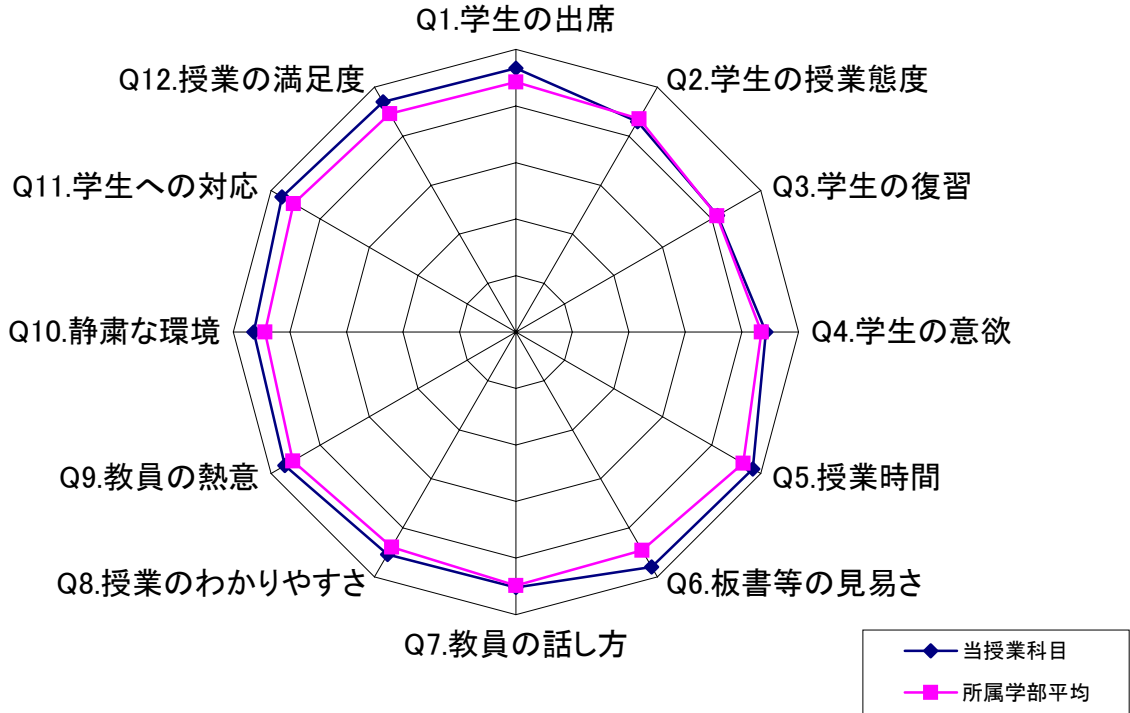 Q1.学生の出席
Q2.学生の授業態度
Q3.学生の復習
Q4.学生の意欲
Q5.授業時間
Q6.板書等の見易さ
Q7.教員の話し方
Q8.授業のわかりやすさ
Q9.教員の熱意
Q10.静粛な環境
Q11.学生への対応
Q12.授業の満足度
当授業科目
所属学部平均